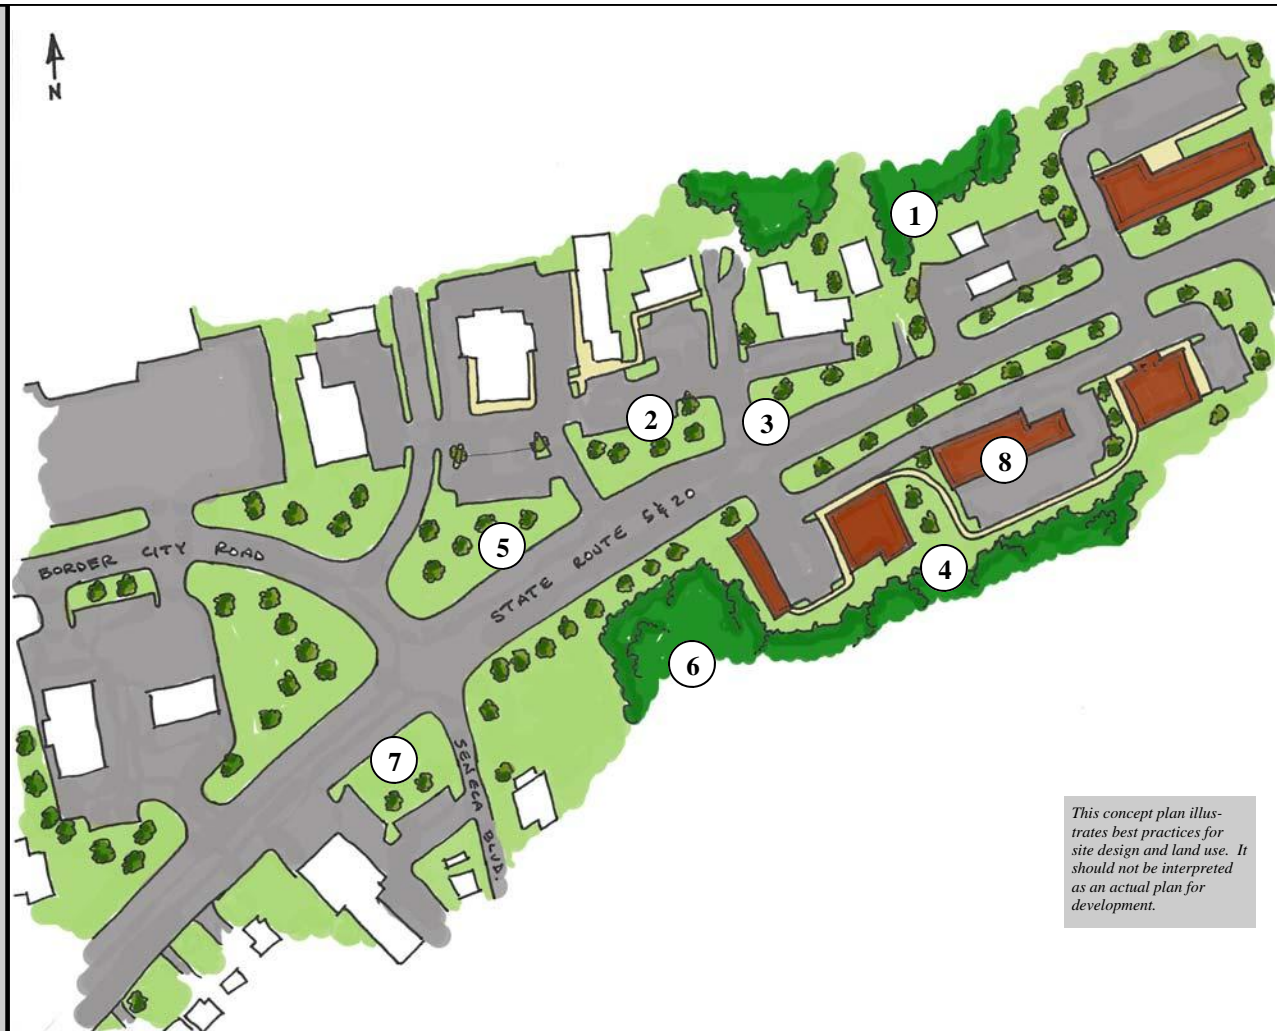 N
1
2
3
5
4
6
7
8
BORDER CITY ROAD
STATE ROUTE 5 & 20
SENECA BLVD.
This concept plan illus-
trates best practices for
site design and land use. It
should not be interpreted
as an actual plan for
development.